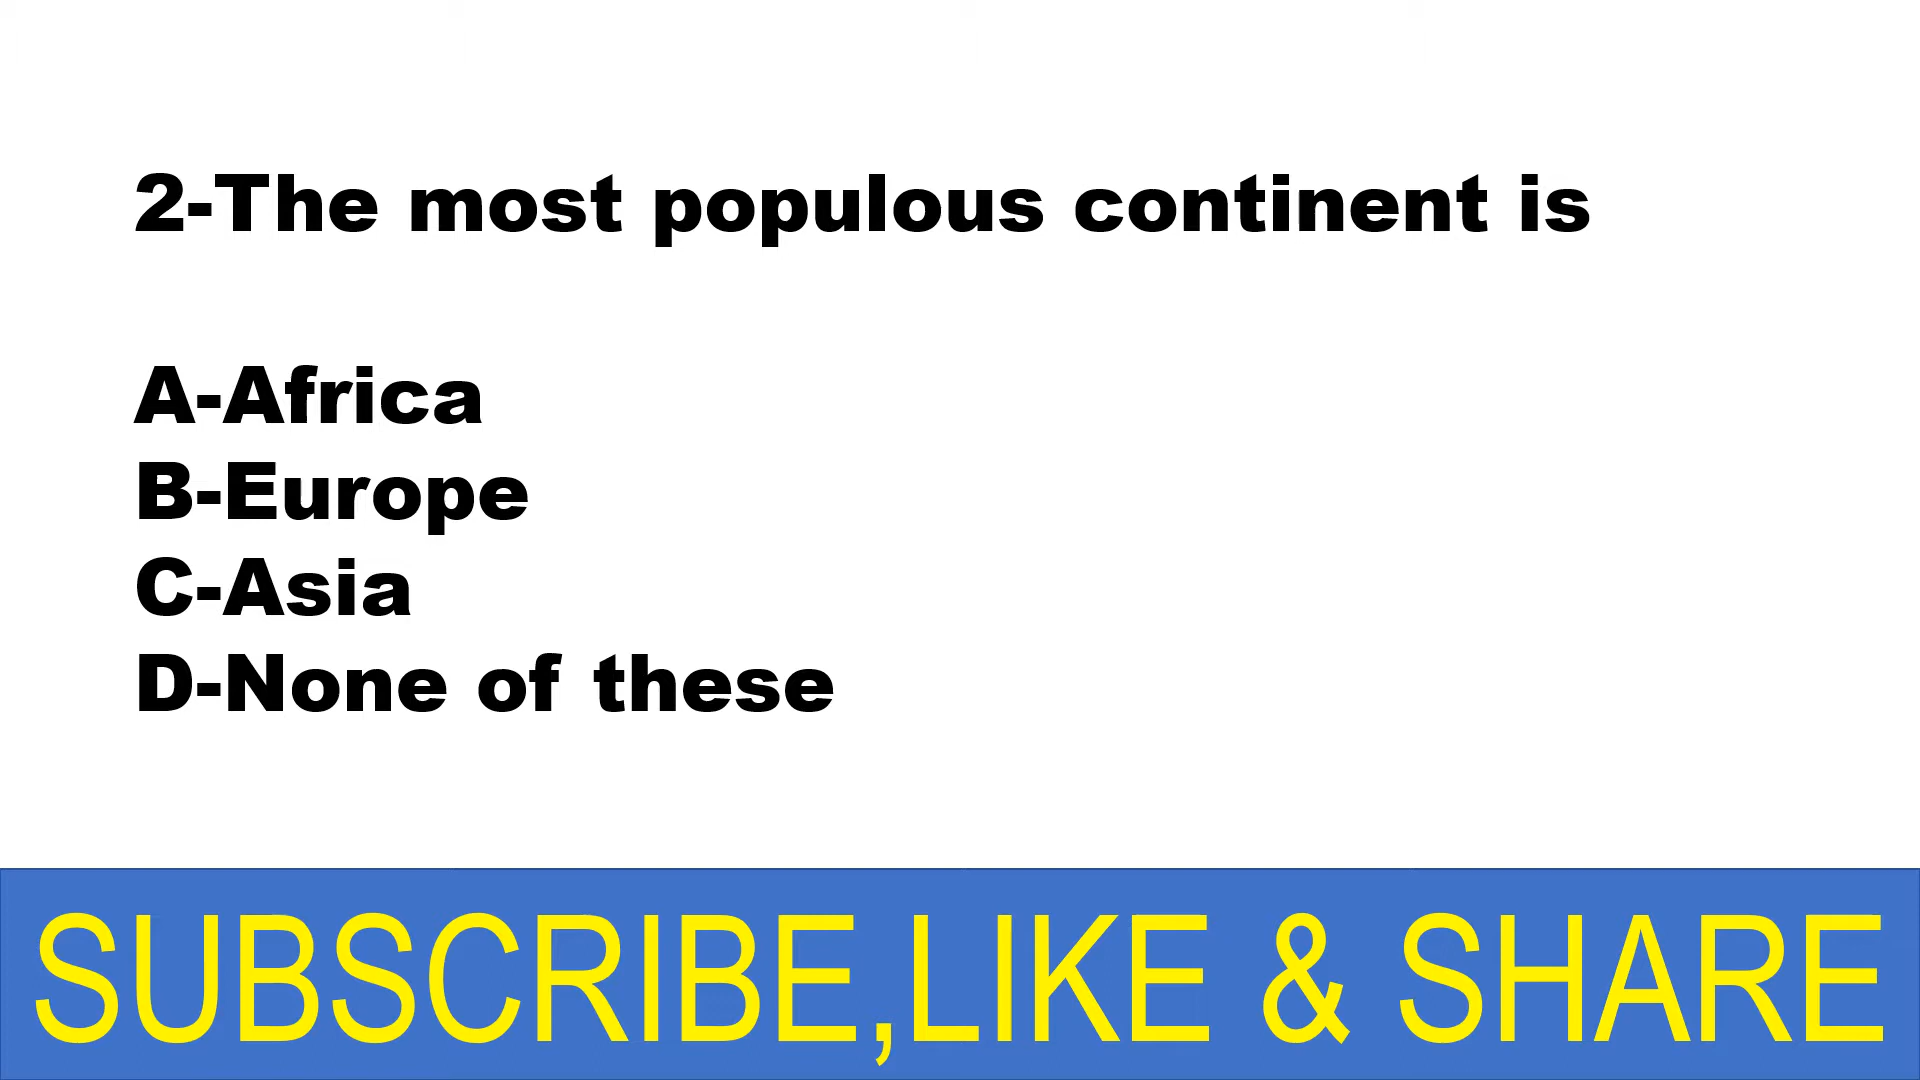 2-The most populous continent is
A-Africa
B-Europe
C-Asia
D-None of these
SUBSCRIBE,LIKE & SHARE